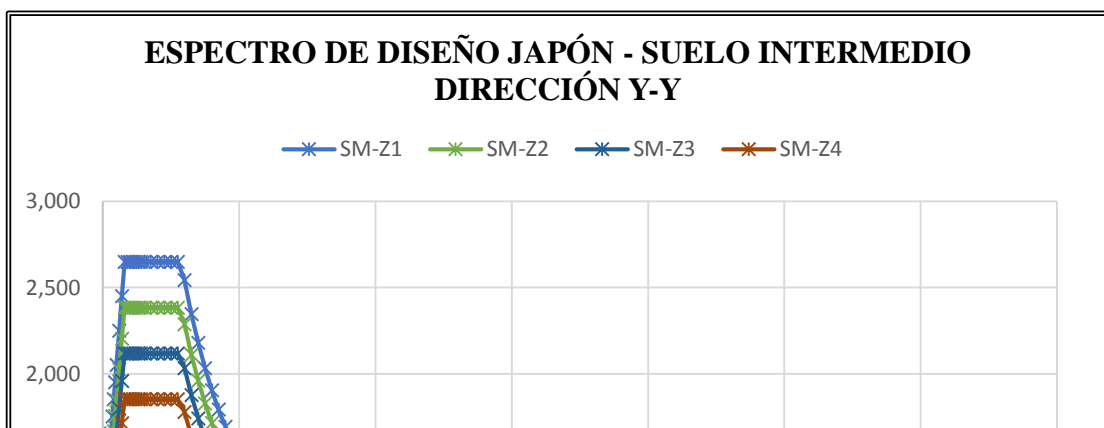 ESPECTRO DE DISEÑO JAPÓN - SUELO INTERMEDIO
DIRECCIÓN Y-Y
SM-Z1 SM-Z2 SM-Z3 SM-Z4
3,000
2,500
2,000